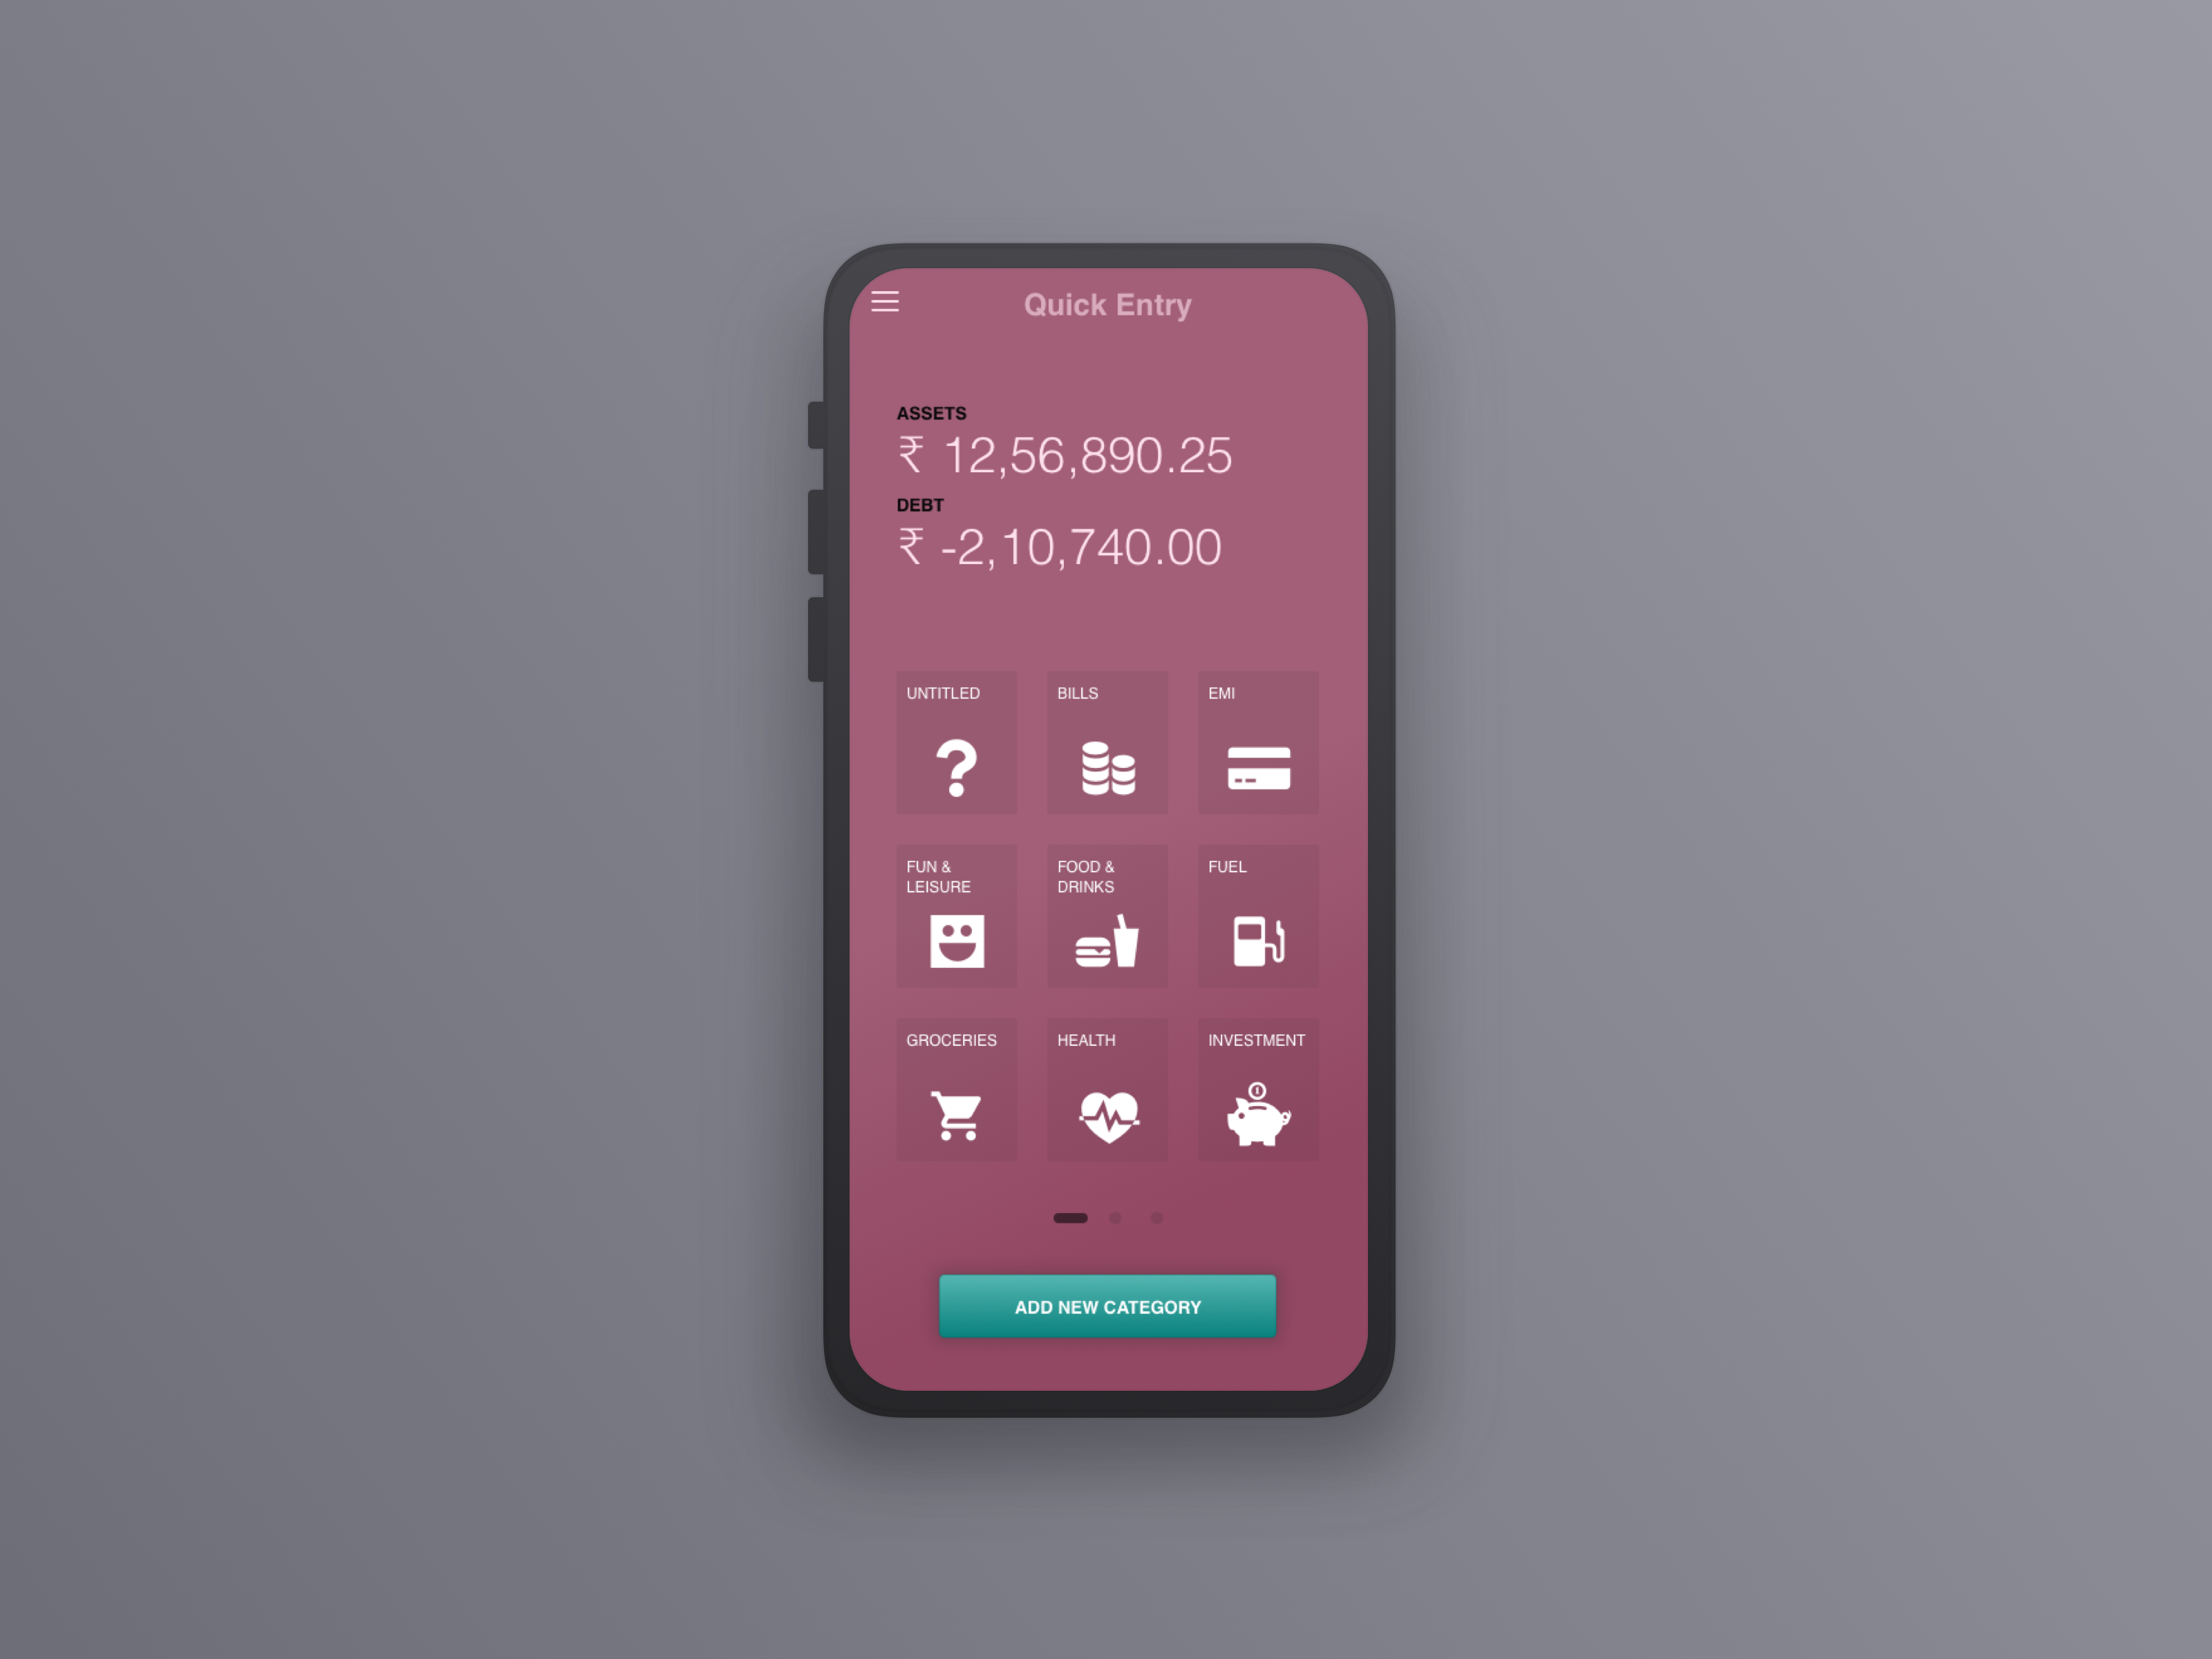 Quick Entry
ASSETS
₹ 12,56,890.25
DEBT
₹ -2,10,740.00
UNTITLED
BILLS
EMI
FUN &
LEISURE
FOOD &
DRINKS
FUEL
GROCERIES
HEALTH
INVESTMENT
ADD NEW CATEGORY